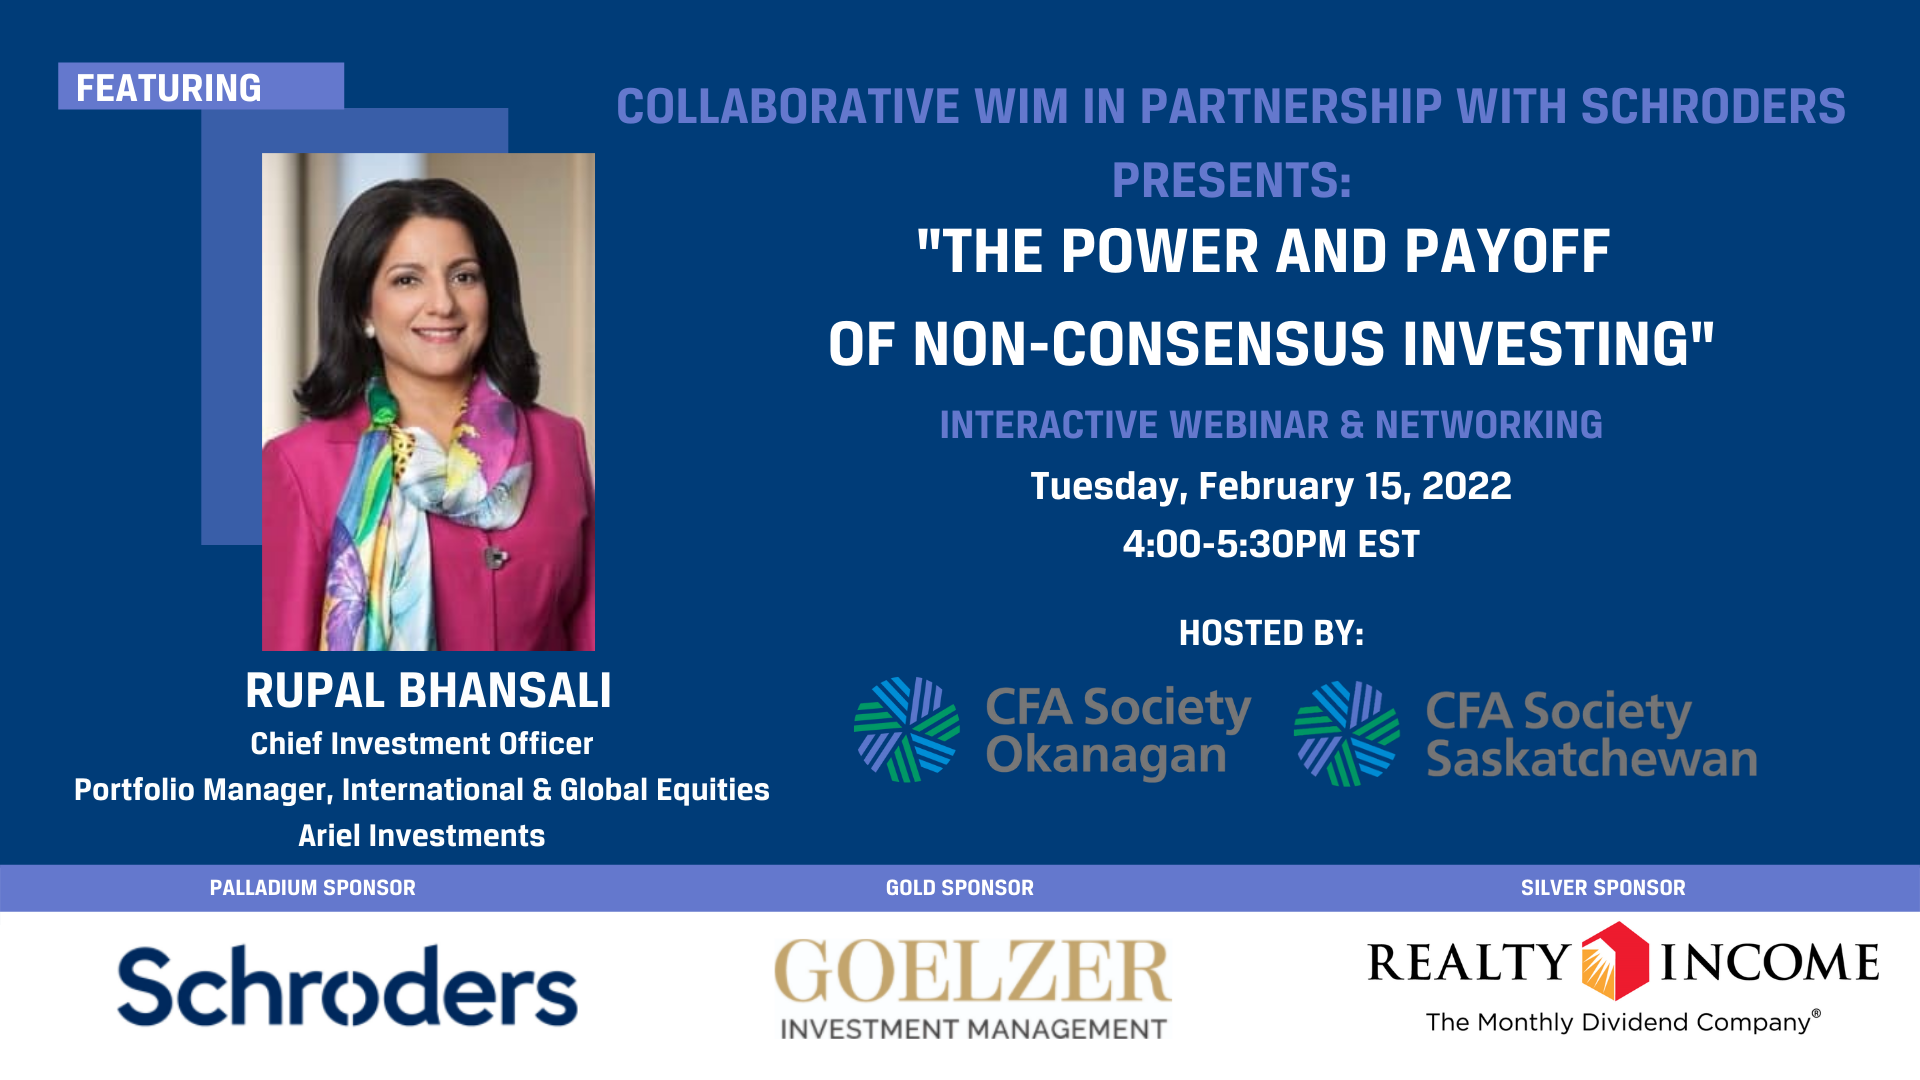 FEATURING
COLLABORATIVE WIM IN PARTNERSHIP WITH SCHRODERS
PRESENTS:
"THE POWER AND PAYOFF
OF NON-CONSENSUS INVESTING"
INTERACTIVE WEBINAR & NETWORKING
Tuesday, February 15, 2022
4:00-5:30PM EST
HOSTED BY:
CFA Society
Okanagan
CFA Society
Saskatchewan
RUPAL BHANSALI
Chief Investment Officer
Portfolio Manager, International & Global Equities
Ariel Investments
PALLADIUM SPONSOR
GOLD SPONSOR
SILVER SPONSOR
Schroders
GOELZER
INVESTMENT MANAGEMENT
REALTY INCOME
The Monthly Dividend Company®